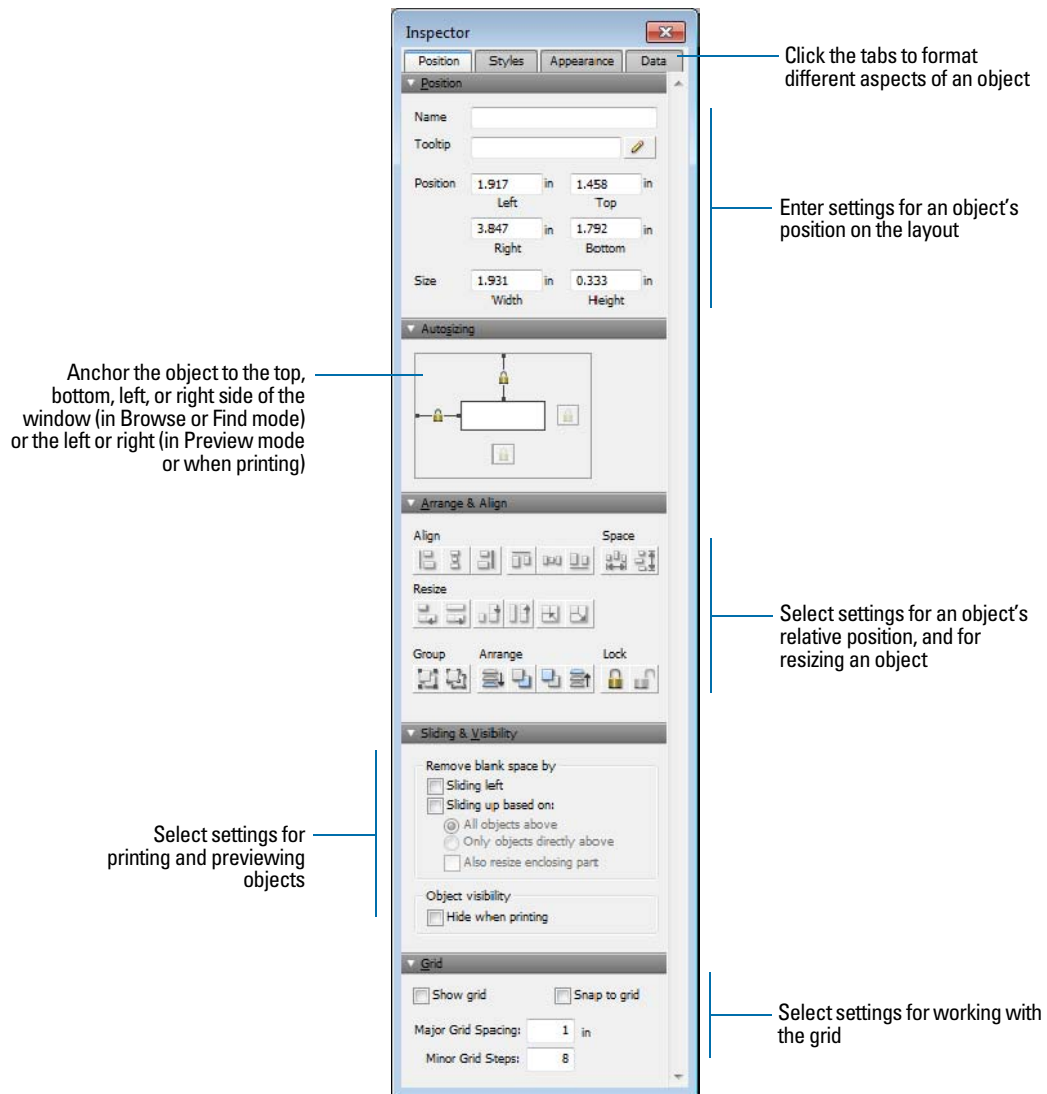 Inspector
Position Styles Appearance Data
Click the tabs to format
different aspects of an object
Position
Name
Tooltip
Position 1.917 in 1.458 in
Left Top
3.847 in 1.792 in
Right Bottom
Size 1.931 in 0.333 in
Width Height
Enter settings for an object's
position on the layout
Autosizing
Anchor the object to the top,
bottom, left, or right side of the
window (in Browse or Find mode)
or the left or right (in Preview mode
or when printing)
Arrange & Align
Align Space
Resize
Group Arrange Lock
Select settings for an object's
relative position, and for
resizing an object
Sliding & Visibility
Remove blank space by
Sliding left
Sliding up based on:
All objects above
Only objects directly above
Also resize enclosing part
Object visibility
Hide when printing
Select settings for
printing and previewing
objects
Grid
Show grid Snap to grid
Major Grid Spacing: 1 in
Minor Grid Steps: 8
Select settings for working with
the grid